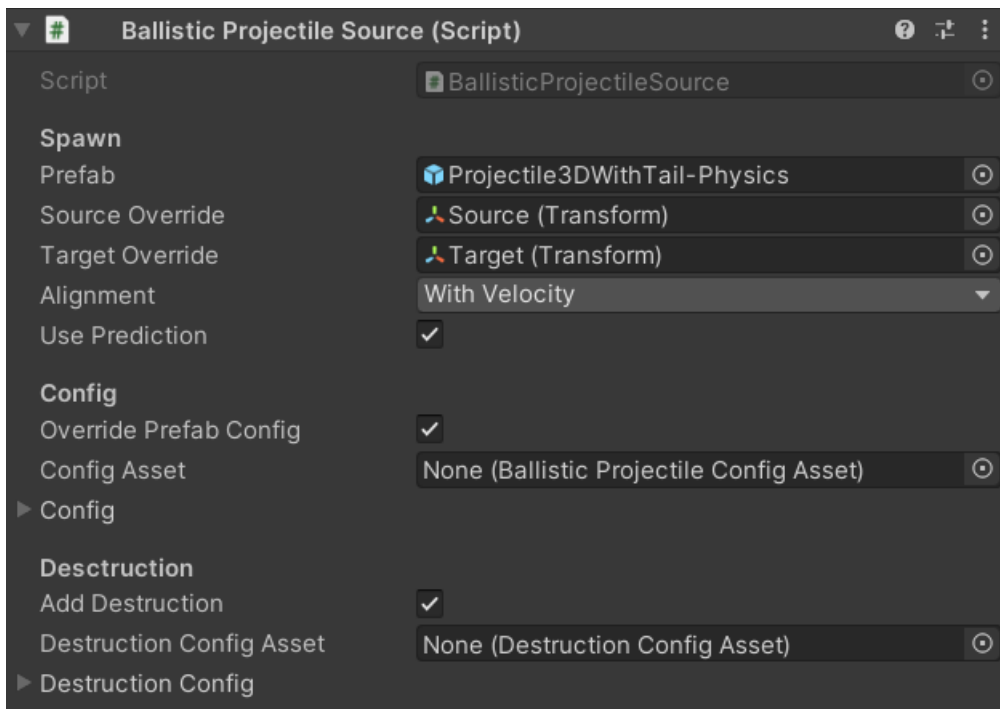 Ballistic Projectile Source (Script)
Script BallisticProjectileSource
Spawn
Prefab Projectile3DWithTail-Physics
Source Override Source (Transform)
Target Override Target (Transform)
Alignment With Velocity
Use Prediction
Config
Override Prefab Config
Config Asset None (Ballistic Projectile Config Asset)
Config
Desctruction
Add Destruction
Destruction Config Asset None (Destruction Config Asset)
Destruction Config